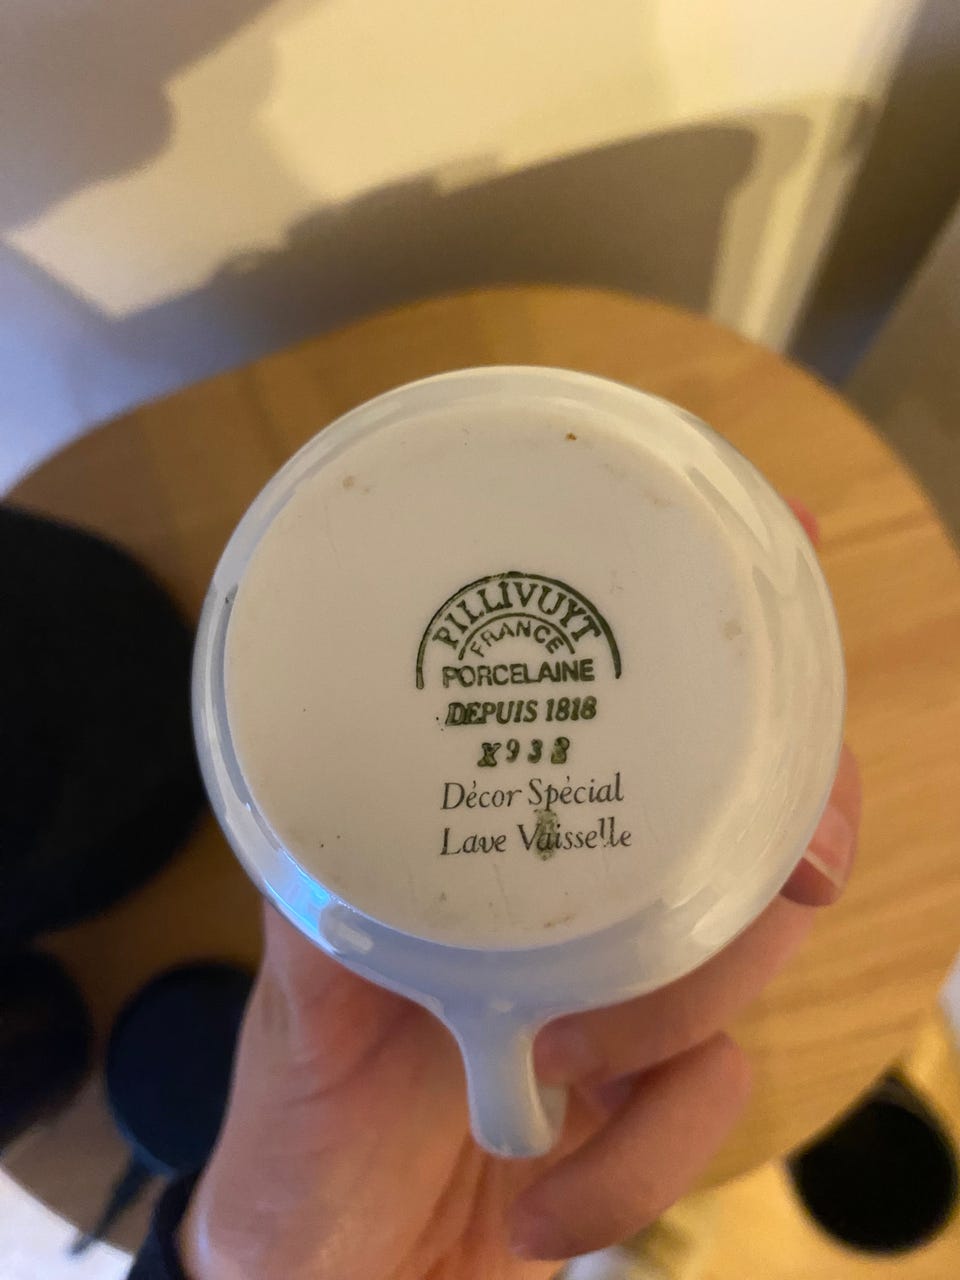 PILLIVUYT
FRANCE
PORCELAINE
DEPUIS 1818
X938
Décor Spécial
Lave Vaisselle